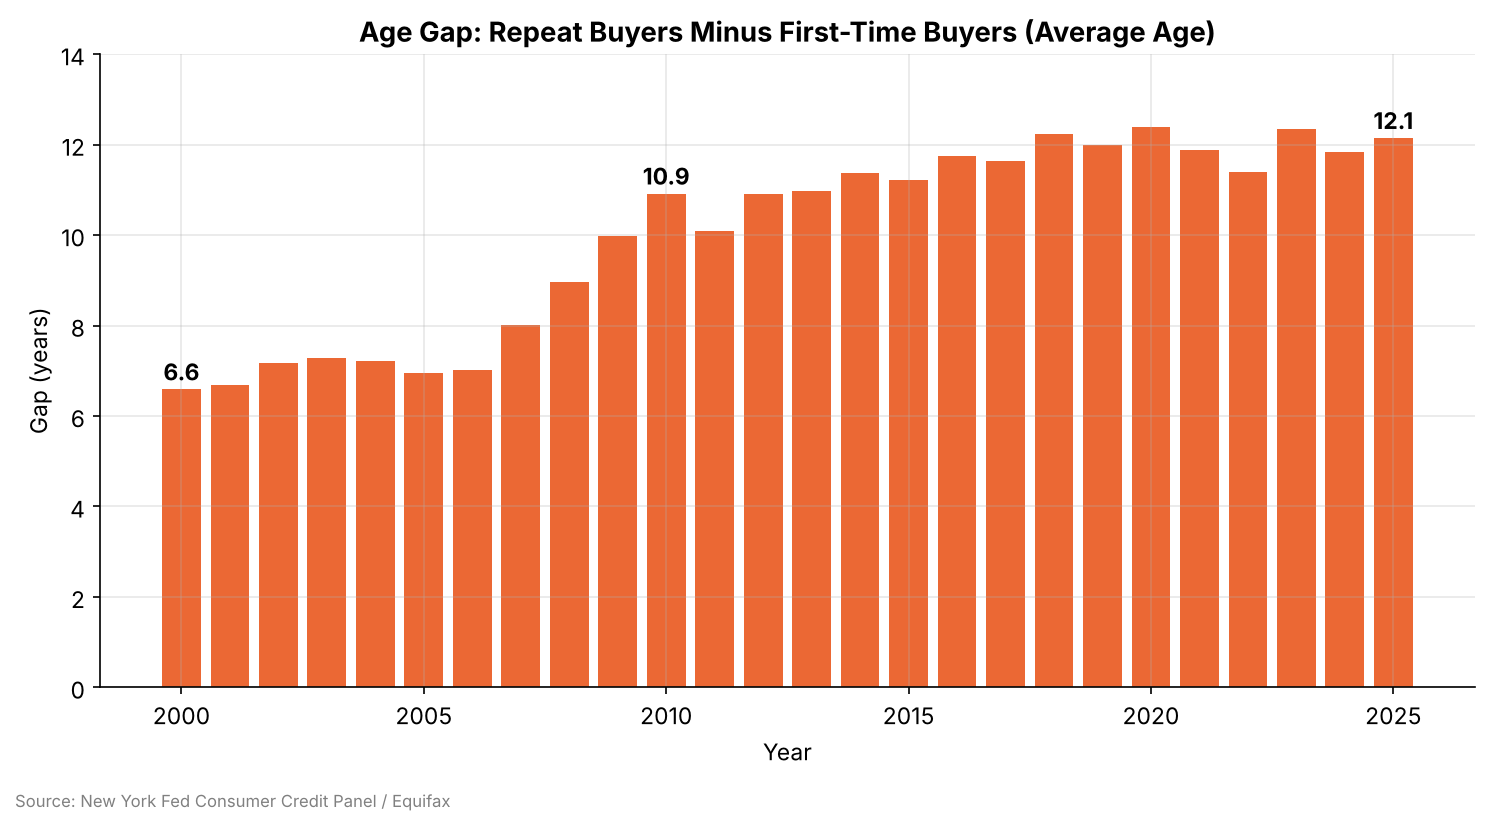 Age Gap: Repeat Buyers Minus First-Time Buyers (Average Age)
14
12
10
8
6
4
2
0
Gap (years)
6.6
10.9
12.1
2000 2005 2010 2015 2020 2025
Year
Source: New York Fed Consumer Credit Panel / Equifax